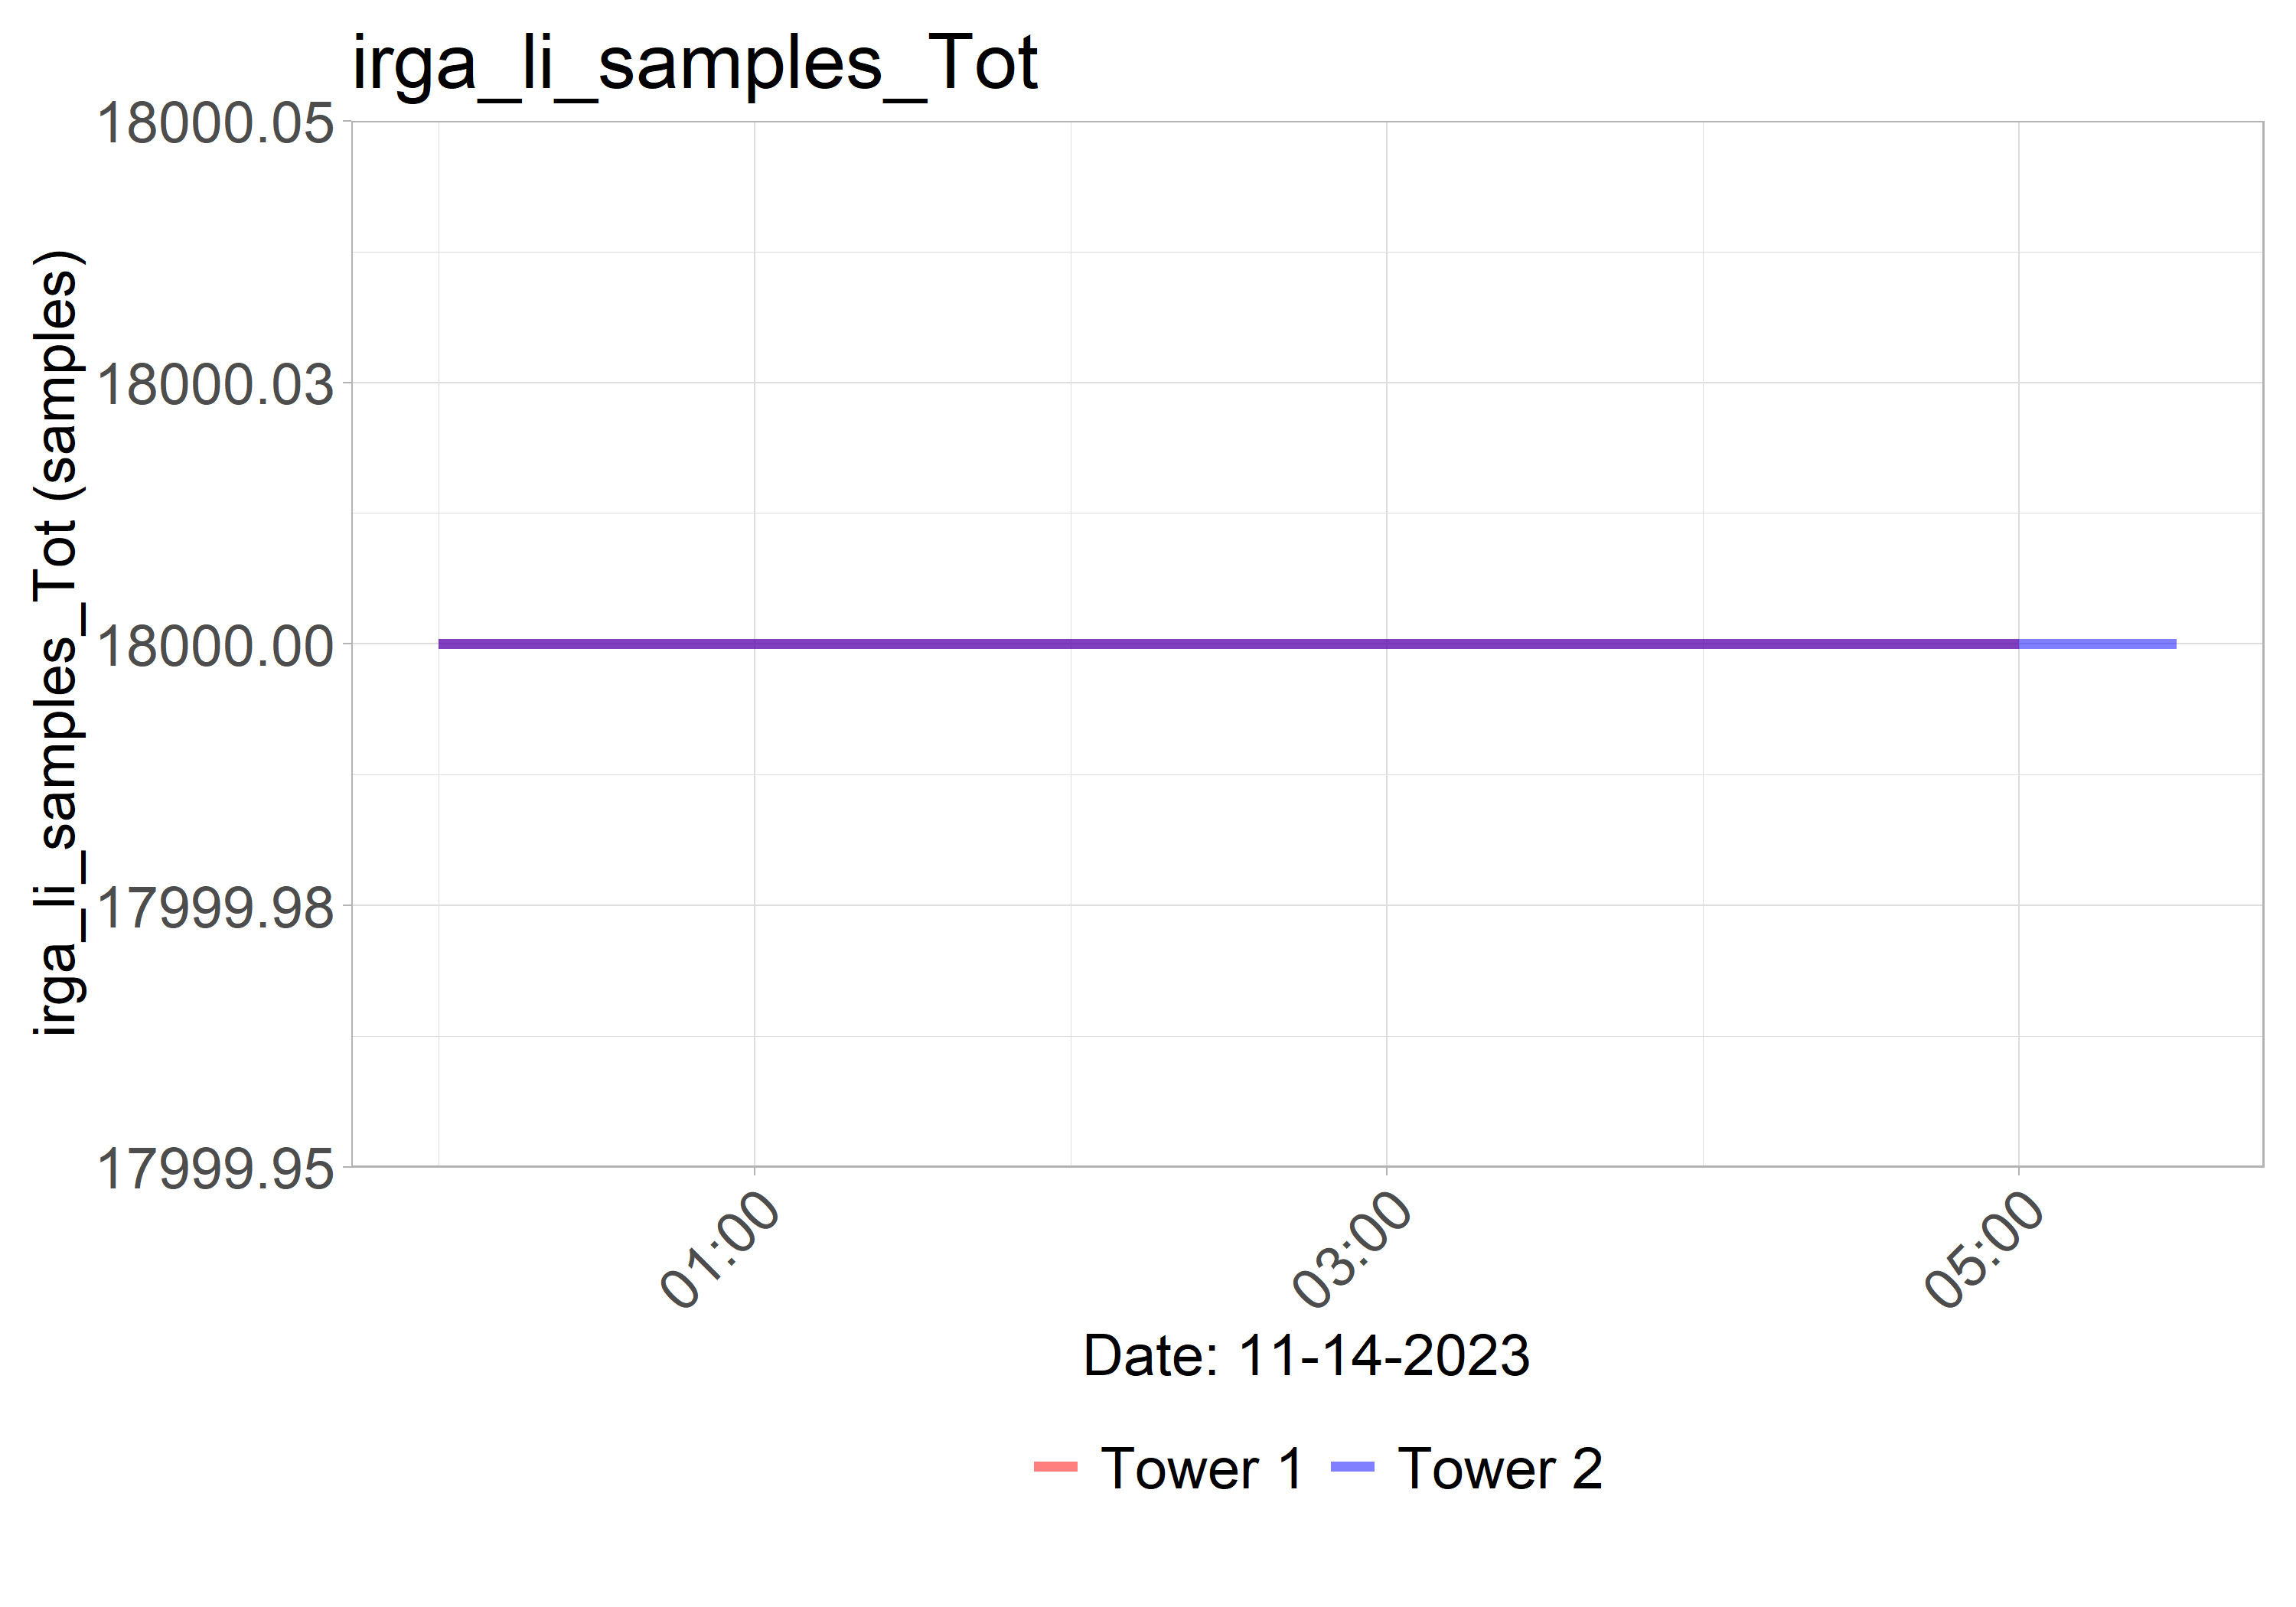 irga_li_samples_Tot
irga_li_samples_Tot (samples)
18000.05
18000.03
18000.00
17999.98
17999.95
01:00
03:00
05:00
Date: 11-14-2023
Tower 1
Tower 2